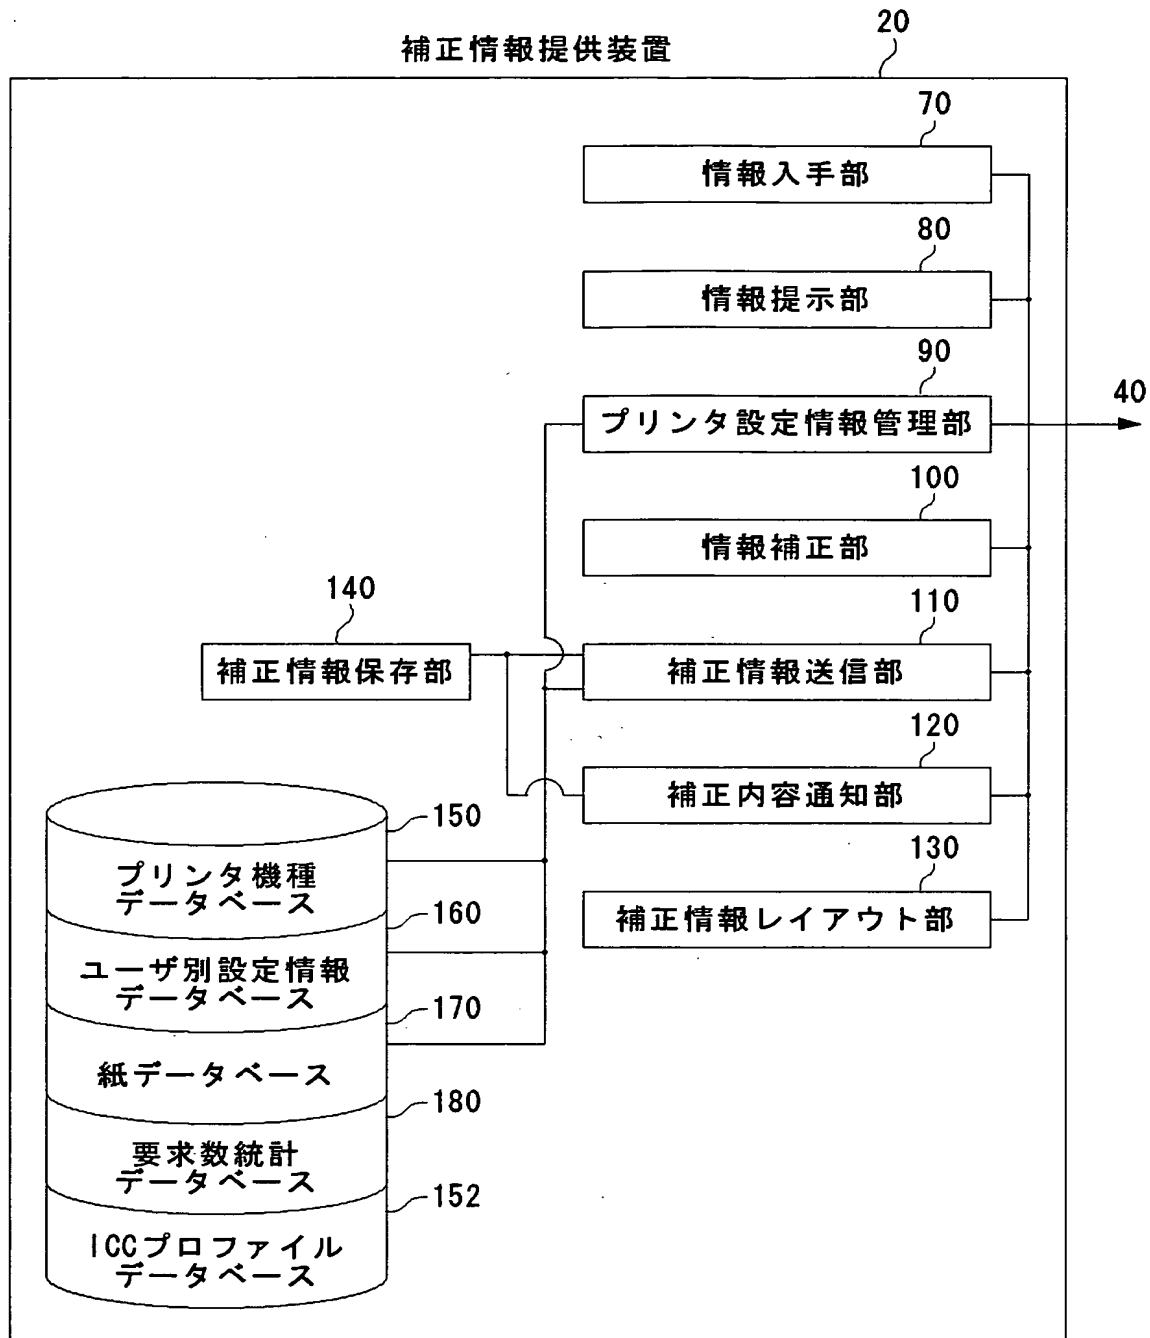 20
補正情報提供装置
70
情報入手部
80
情報提示部
90
40
プリンタ設定情報管理部
100
情報補正部
140
110
補正情報保存部
補正情報送信部
120
補正内容通知部
150
プリンタ機種
データベース
130
補正情報レイアウト部
160
ユーザ別設定情報
データベース
170
紙データベース
180
要求数統計
データベース
152
ICCプロファイル
データベース